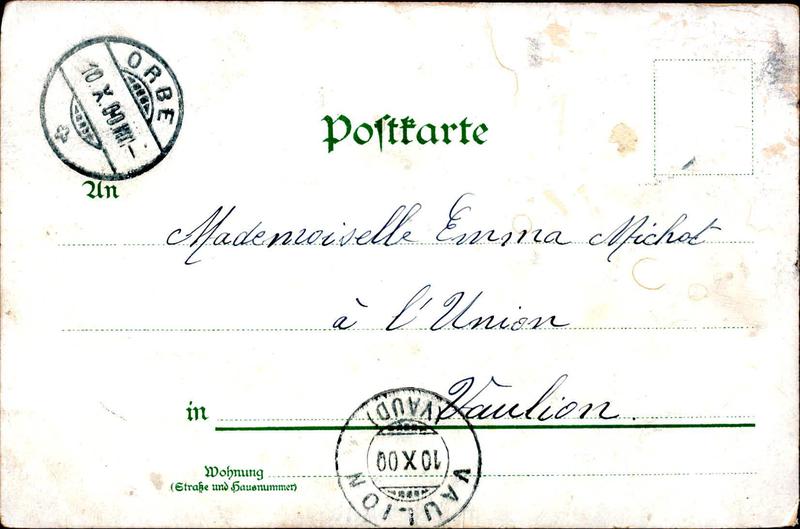 ORBE
10.X.00.VIII-
Postkarte
An
Mademoiselle Emma Michot
à l'Union
in Vaulion.
(VAUD)
10 X 00
VAULION
Wohnung
(Straße und Hausnummer)